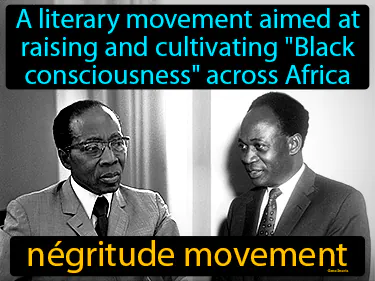 A literary movement aimed at
raising and cultivating "Black
consciousness" across Africa
négritude movement